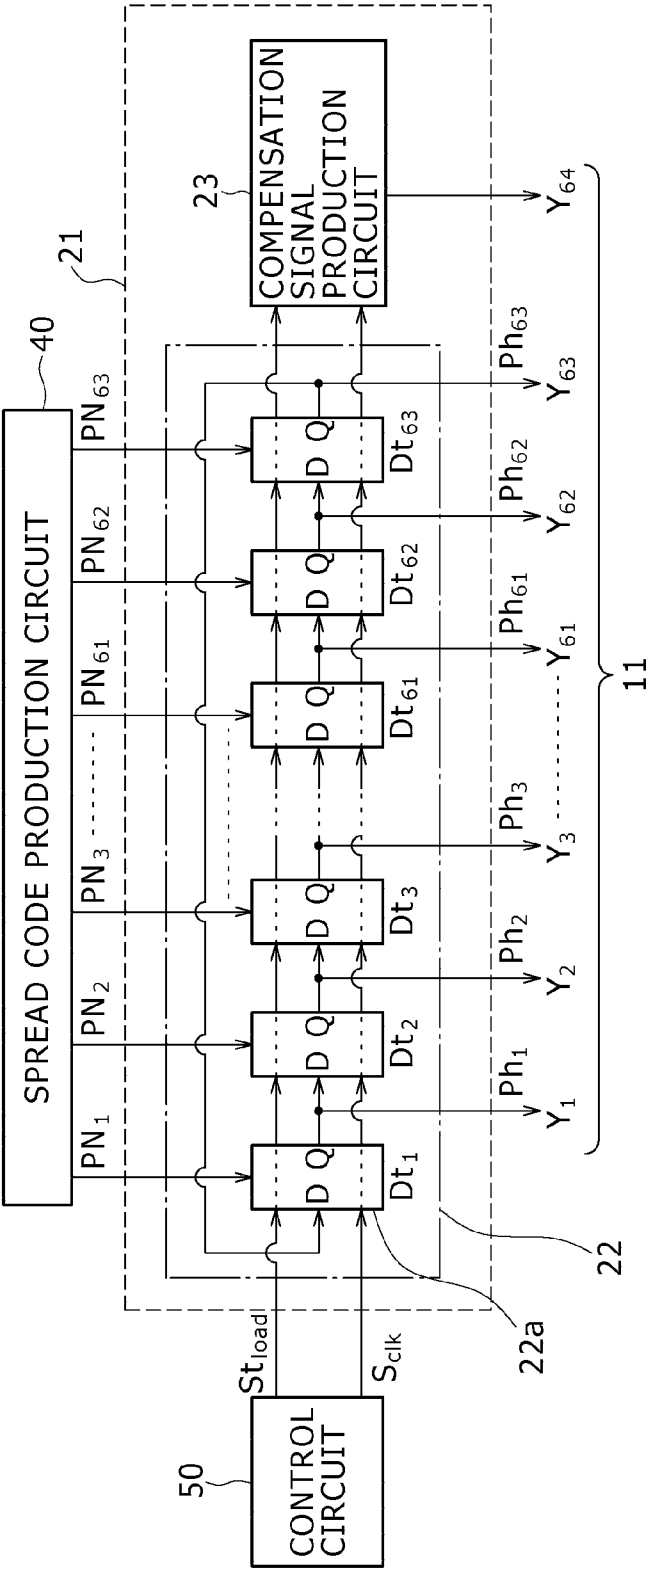 40
SPREAD CODE PRODUCTION CIRCUIT
PN1
PN2
PN3
PN61
PN62
PN63
21
50
CONTROL
CIRCUIT
Stload
Sclk
D Q
D Q
D Q
D Q
D Q
D Q
Dt1
Dt2
Dt3
Dt61
Dt62
Dt63
23
COMPENSATION
SIGNAL
PRODUCTION
CIRCUIT
22a
22
Ph1
Ph2
Ph3
Ph61
Ph62
Ph63
Y1
Y2
Y3
Y61
Y62
Y63
Y64
11